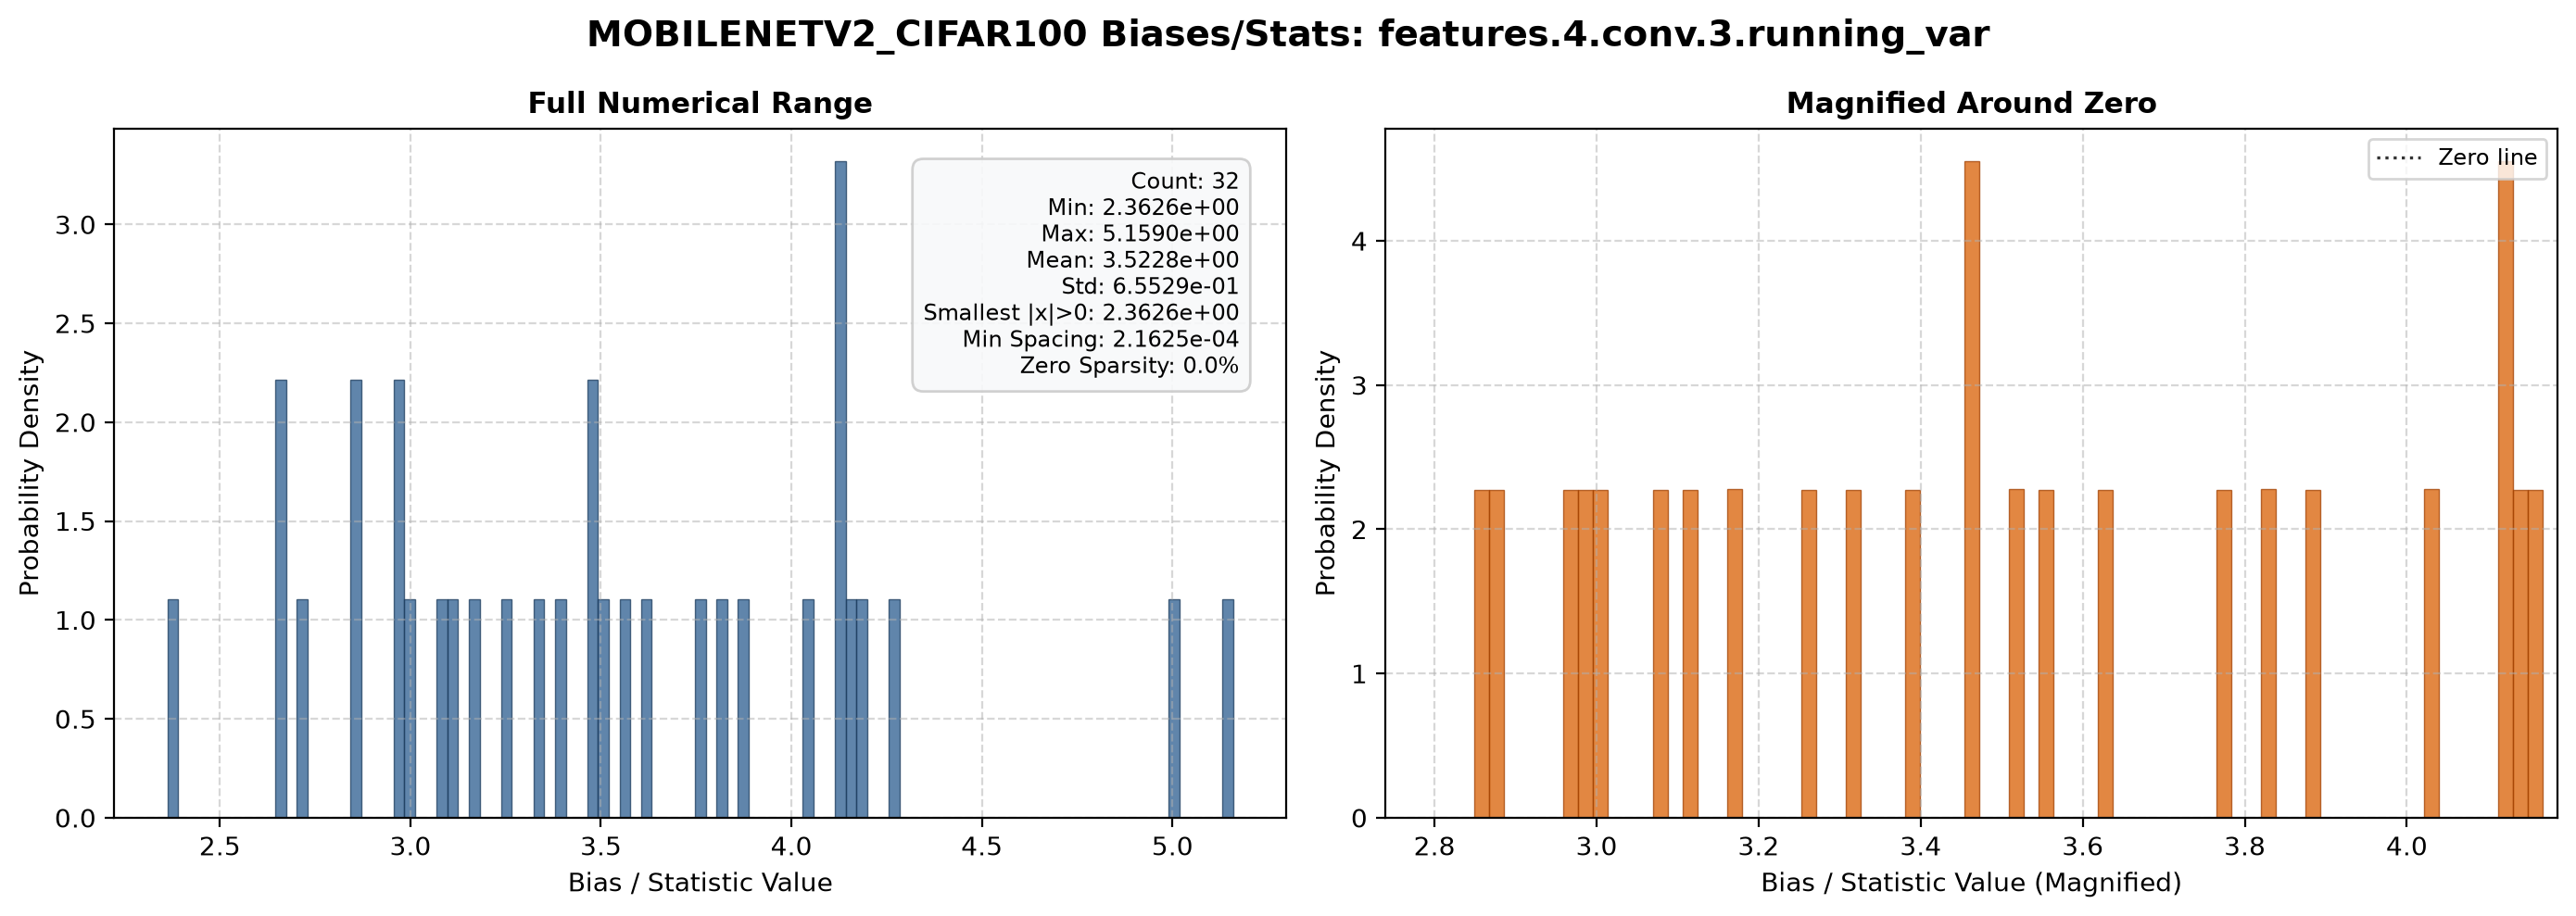 MOBILENETV2_CIFAR100 Biases/Stats: features.4.conv.3.running_var
Full Numerical Range
Probability Density
3.0
2.5
2.0
1.5
1.0
0.5
0.0
2.5 3.0 3.5 4.0 4.5 5.0
Bias / Statistic Value
Count: 32
Min: 2.3626e+00
Max: 5.1590e+00
Mean: 3.5228e+00
Std: 6.5529e-01
Smallest |x|>0: 2.3626e+00
Min Spacing: 2.1625e-04
Zero Sparsity: 0.0%
Magnified Around Zero
Probability Density
4
3
2
1
0
2.8 3.0 3.2 3.4 3.6 3.8 4.0
Bias / Statistic Value (Magnified)
Zero line